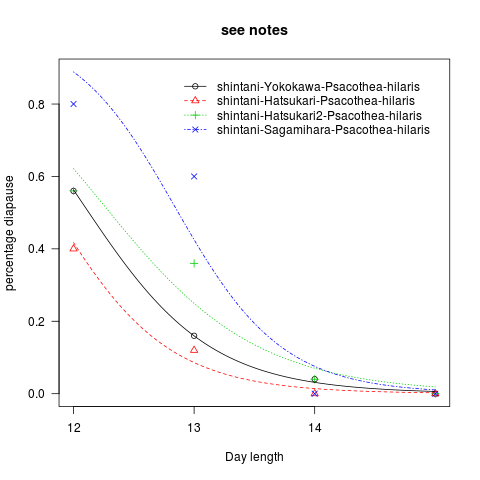 see notes
shintani-Yokokawa-Psacothea-hilaris
shintani-Hatsukari-Psacothea-hilaris
shintani-Hatsukari2-Psacothea-hilaris
shintani-Sagamihara-Psacothea-hilaris
percentage diapause
0.8
0.6
0.4
0.2
0.0
12 13 14
Day length